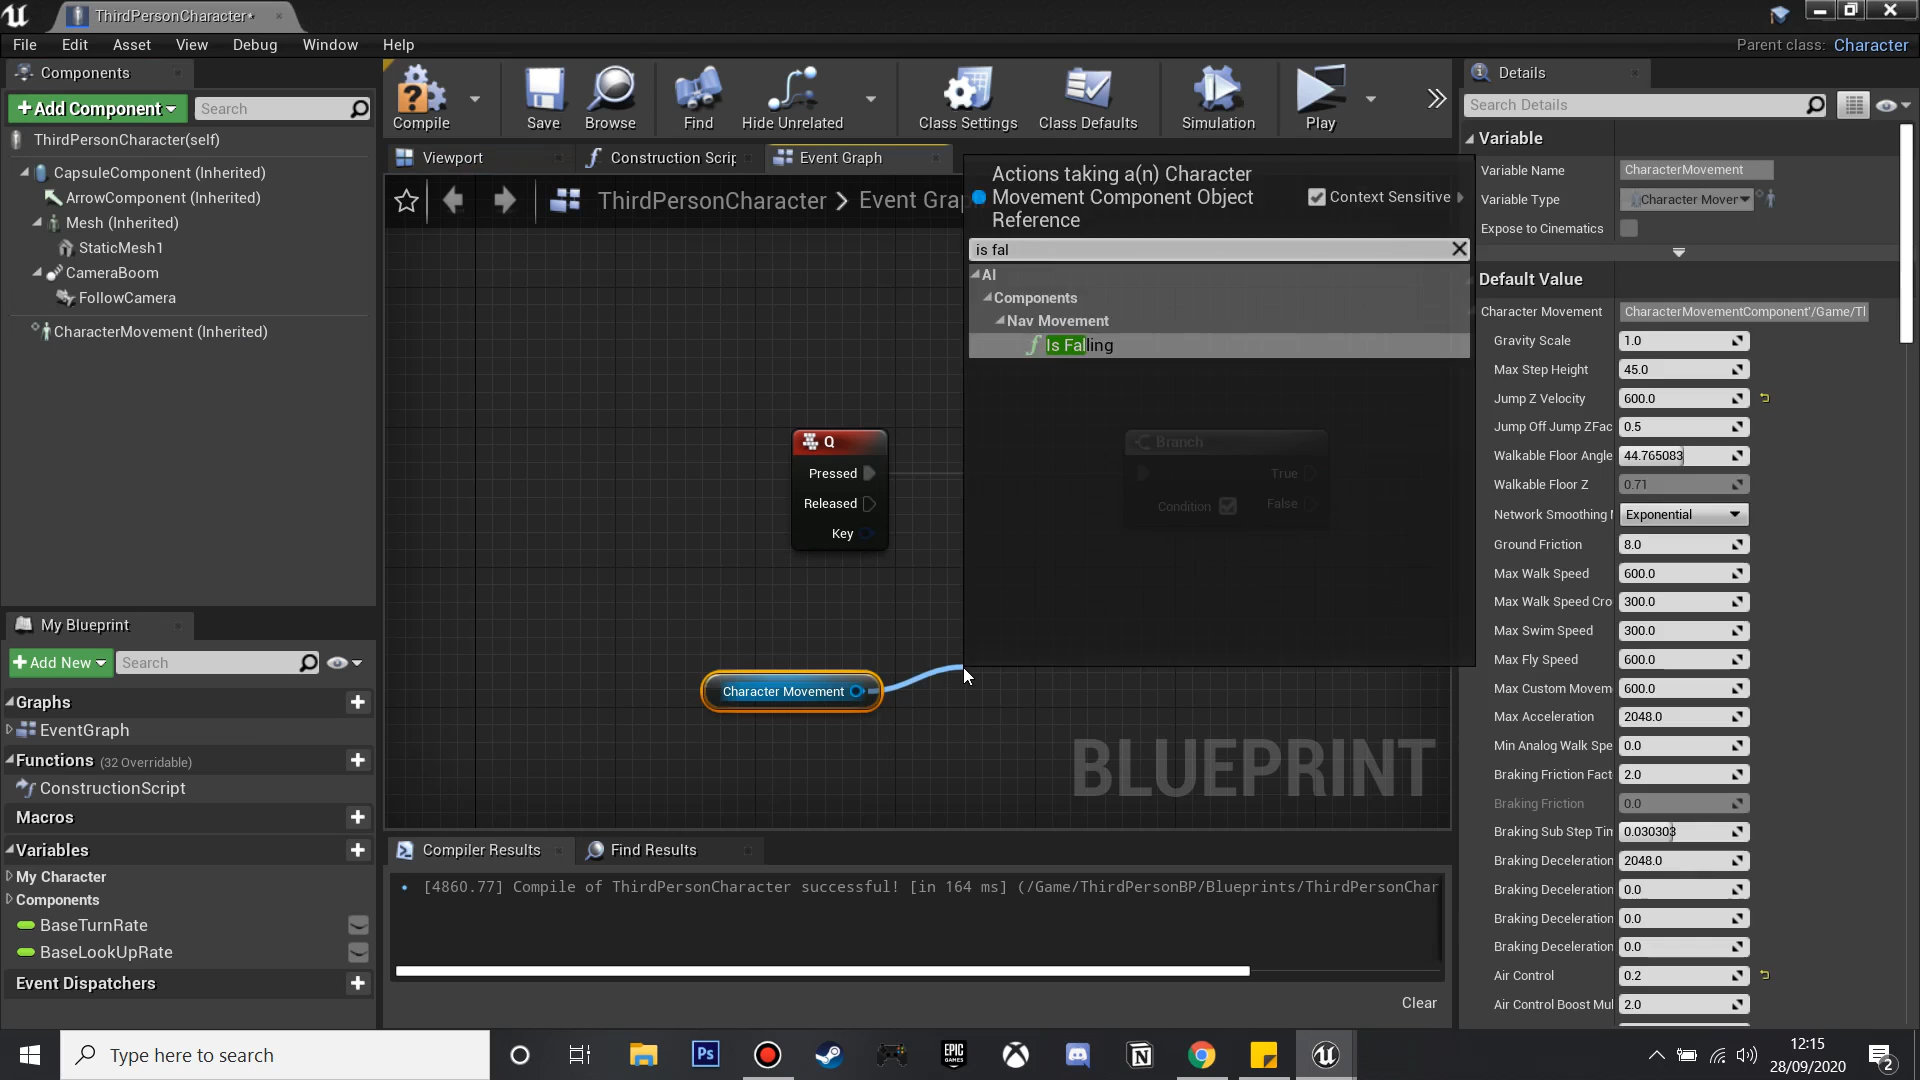 ThirdPersonCharacter*
File Edit Asset View Debug Window Help
Parent class: Character
Components
+Add Component
Search
ThirdPersonCharacter(self)
CapsuleComponent (Inherited)
ArrowComponent (Inherited)
Mesh (Inherited)
StaticMesh1
CameraBoom
FollowCamera
CharacterMovement (Inherited)
My Blueprint
+Add New
Search
Graphs
EventGraph
Functions (32 Overridable)
ConstructionScript
Macros
Variables
My Character
Components
BaseTurnRate
BaseLookUpRate
Event Dispatchers
Compile
Save
Browse
Find
Hide Unrelated
Class Settings
Class Defaults
Simulation
Play
Viewport
Construction Scrip
Event Graph
ThirdPersonCharacter > Event Gra
Actions taking a(n) Character
Movement Component Object
Reference
Context Sensitive
is fal
AI
Components
Nav Movement
Is Falling
Q
Pressed
Released
Key
Branch
True
Condition
False
Character Movement
BLUEPRINT
Compiler Results
Find Results
[4860.77] Compile of ThirdPersonCharacter successful! [in 164 ms] (/Game/ThirdPersonBP/Blueprints/ThirdPersonChar
Clear
Details
Search Details
Variable
Variable Name CharacterMovement
Variable Type Character Mover
Expose to Cinematics
Default Value
Character Movement CharacterMovementComponent'/Game/Tl
Gravity Scale 1.0
Max Step Height 45.0
Jump Z Velocity 600.0
Jump Off Jump ZFac 0.5
Walkable Floor Angle 44.765083
Walkable Floor Z 0.71
Network Smoothing Exponential
Ground Friction 8.0
Max Walk Speed 600.0
Max Walk Speed Cro 300.0
Max Swim Speed 300.0
Max Fly Speed 600.0
Max Custom Movem 600.0
Max Acceleration 2048.0
Min Analog Walk Spe 0.0
Braking Friction Fact 2.0
Braking Friction 0.0
Braking Sub Step Tim 0.030303
Braking Deceleration 2048.0
Braking Deceleration 0.0
Braking Deceleration 0.0
Braking Deceleration 0.0
Air Control 0.2
Air Control Boost Mul 2.0
Type here to search
Ps
EPIC
GAMES
12:15
28/09/2020
2